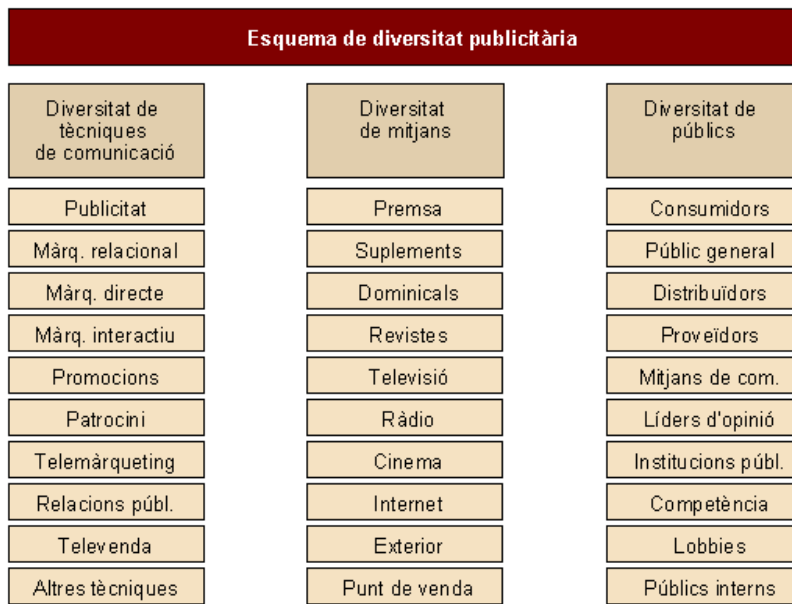 Esquema de diversitat publicitària
Diversitat de
tècniques
de comunicació
Publicitat
Màrq. relacional
Màrq. directe
Màrq. interactiu
Promocions
Patrocini
Telemàrqueting
Relacions públ.
Televenda
Altres tècniques
Diversitat
de mitjans
Premsa
Suplements
Dominicals
Revistes
Televisió
Ràdio
Cinema
Internet
Exterior
Punt de venda
Diversitat de
públics
Consumidors
Públic general
Distribuïdors
Proveïdors
Mitjans de com.
Líders d'opinió
Institucions públ.
Competència
Lobbies
Públics interns